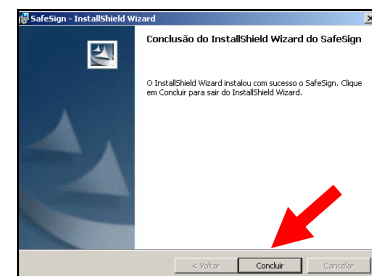 SafeSign - InstallShield Wizard
Conclusão do InstallShield Wizard do SafeSign
O InstallShield Wizard instalou com sucesso o SafeSign. Clique
em Concluir para sair do InstallShield Wizard.
< Voltar Concluir Cancelar